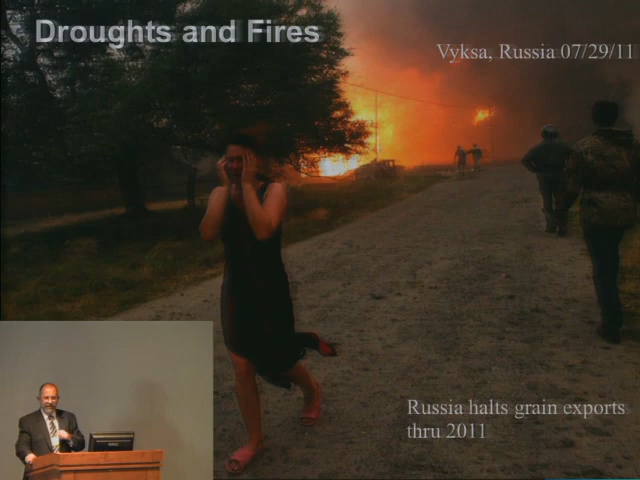 Droughts and Fires
Vyksa, Russia 07/29/11
Russia halts grain exports
thru 2011